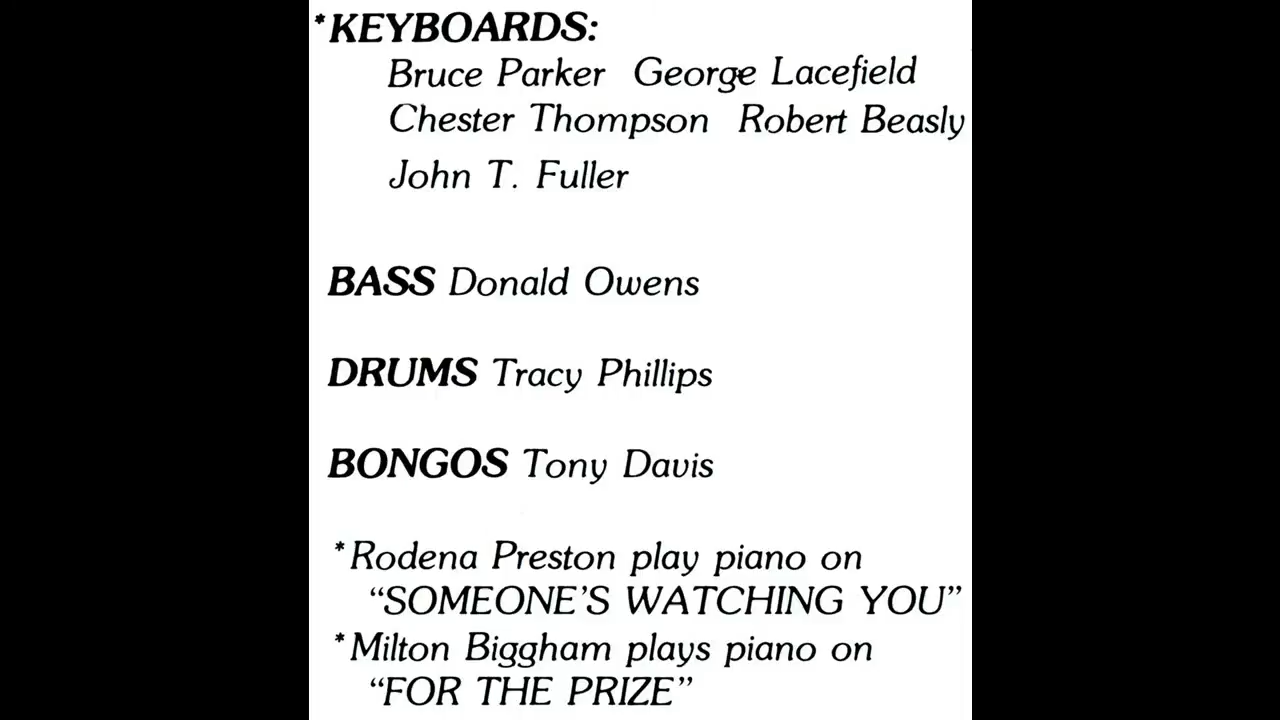 *KEYBOARDS:
Bruce Parker George Lacefield
Chester Thompson Robert Beasly
John T. Fuller
BASS Donald Owens
DRUMS Tracy Phillips
BONGOS Tony Davis
*Rodena Preston play piano on
“SOMEONE’S WATCHING YOU”
*Milton Biggham plays piano on
“FOR THE PRIZE”